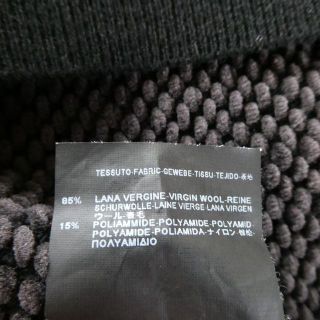 TESSUTO-FABRIC-GEWEBE-TISSU-TEJIDO-表地
85% LANA VERGINE-VIRGIN WOOL-REINE
SCHURWOLLE-LAINE VIERGE LANA VIRGEN
ウール-羊毛
15% POLIAMMIDE-POLYAMIDE-POLYAMID
POLYAMIDE-POLIAMIDA-ナイロン
ΠΟΛΥΑΜΙΔΙΟ